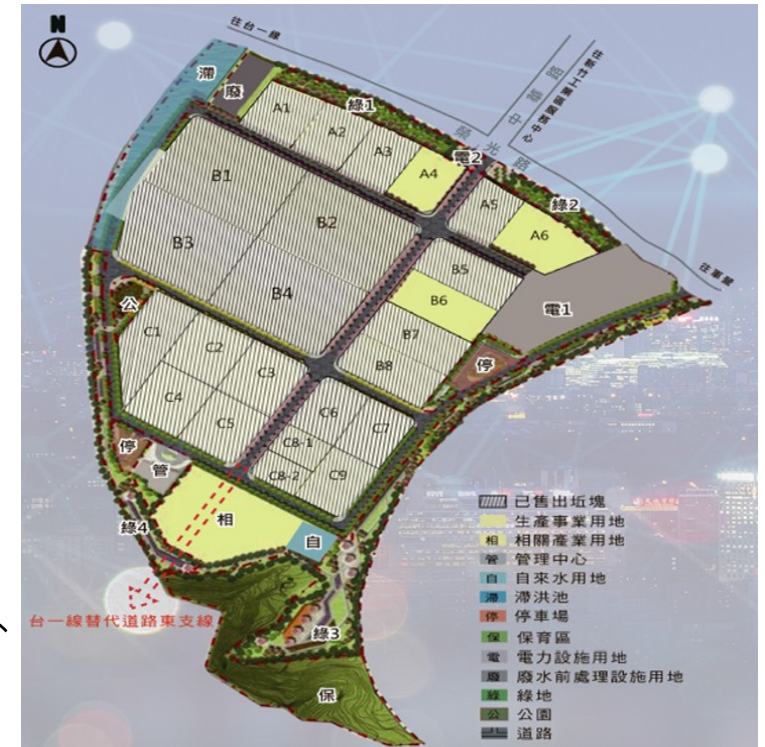 N
往台一線
往新竹工業區服務中心
榮光路
往軍營
滯
廢
綠1
A1
A2
A3
A4
電2
A5
綠2
A6
B1
B2
B3
B4
B5
B6
B7
B8
電1
停
公
C1
C2
C3
C4
C5
C6
C7
C8-1
C8-2
C9
停
管
相
自
綠4
綠3
保
台一線替代道路東支線
已售出坵塊
生產事業用地
相 相關產業用地
管 管理中心
自 自來水用地
滯 滯洪池
停 停車場
保 保育區
電 電力設施用地
廢 廢水前處理設施用地
綠 綠地
公 公園
道路